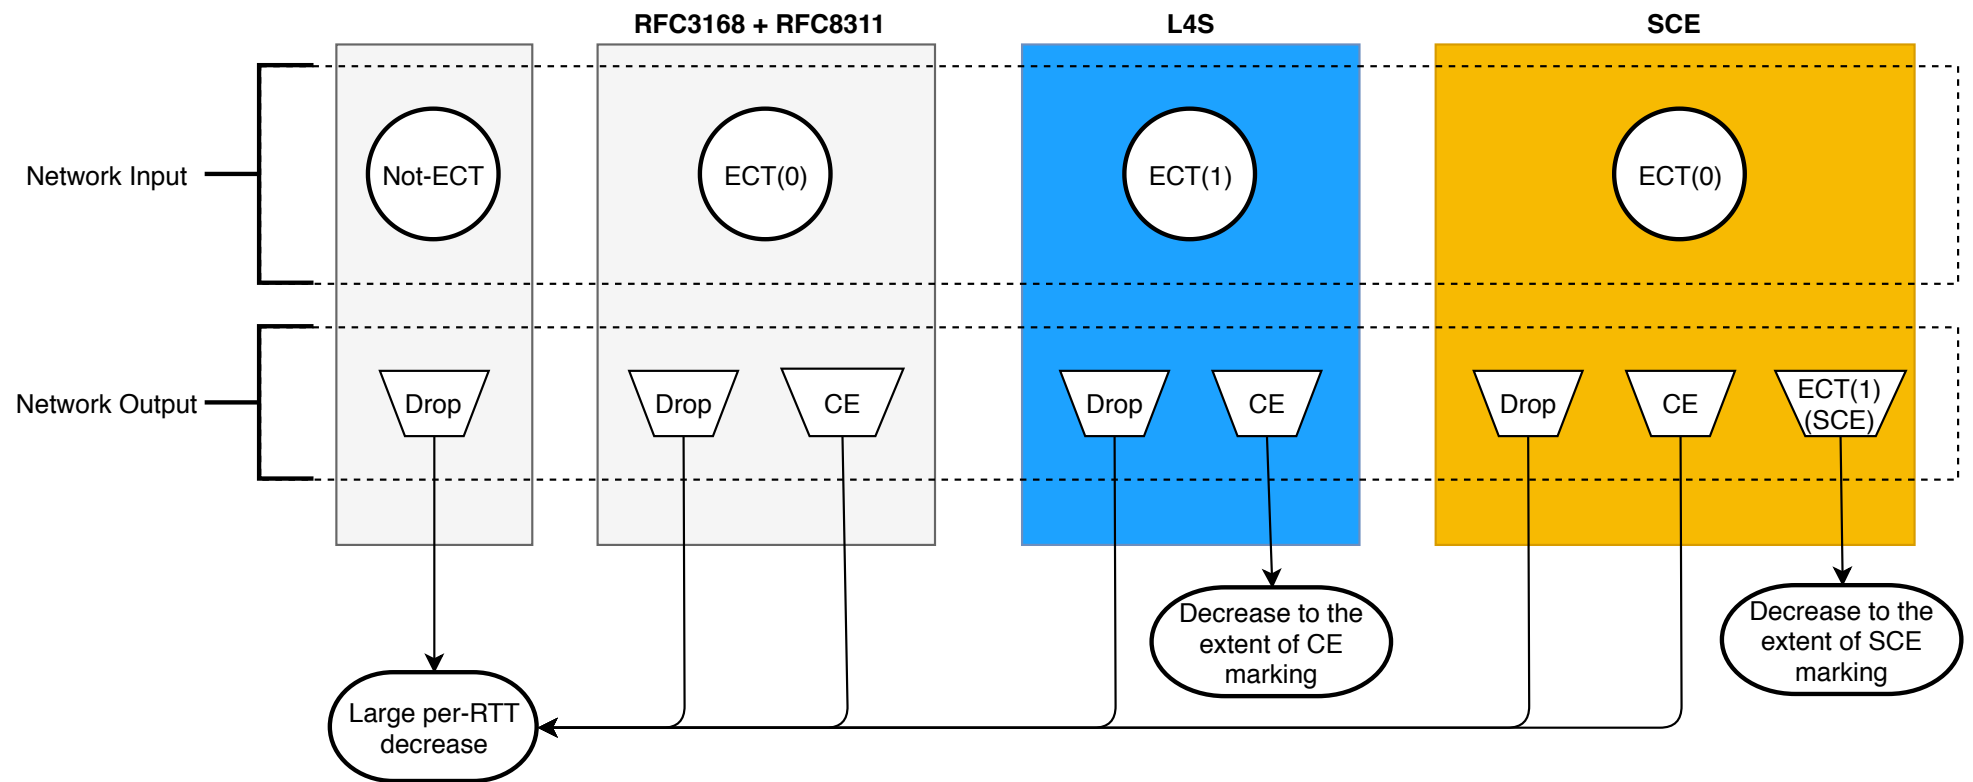 RFC3168 + RFC8311
L4S
SCE
Network Input
Not-ECT
ECT(0)
ECT(1)
ECT(0)
Network Output
Drop
Drop
CE
Drop
CE
Drop
CE
ECT(1)
(SCE)
Decrease to the
extent of CE
marking
Decrease to the
extent of SCE
marking
Large per-RTT
decrease